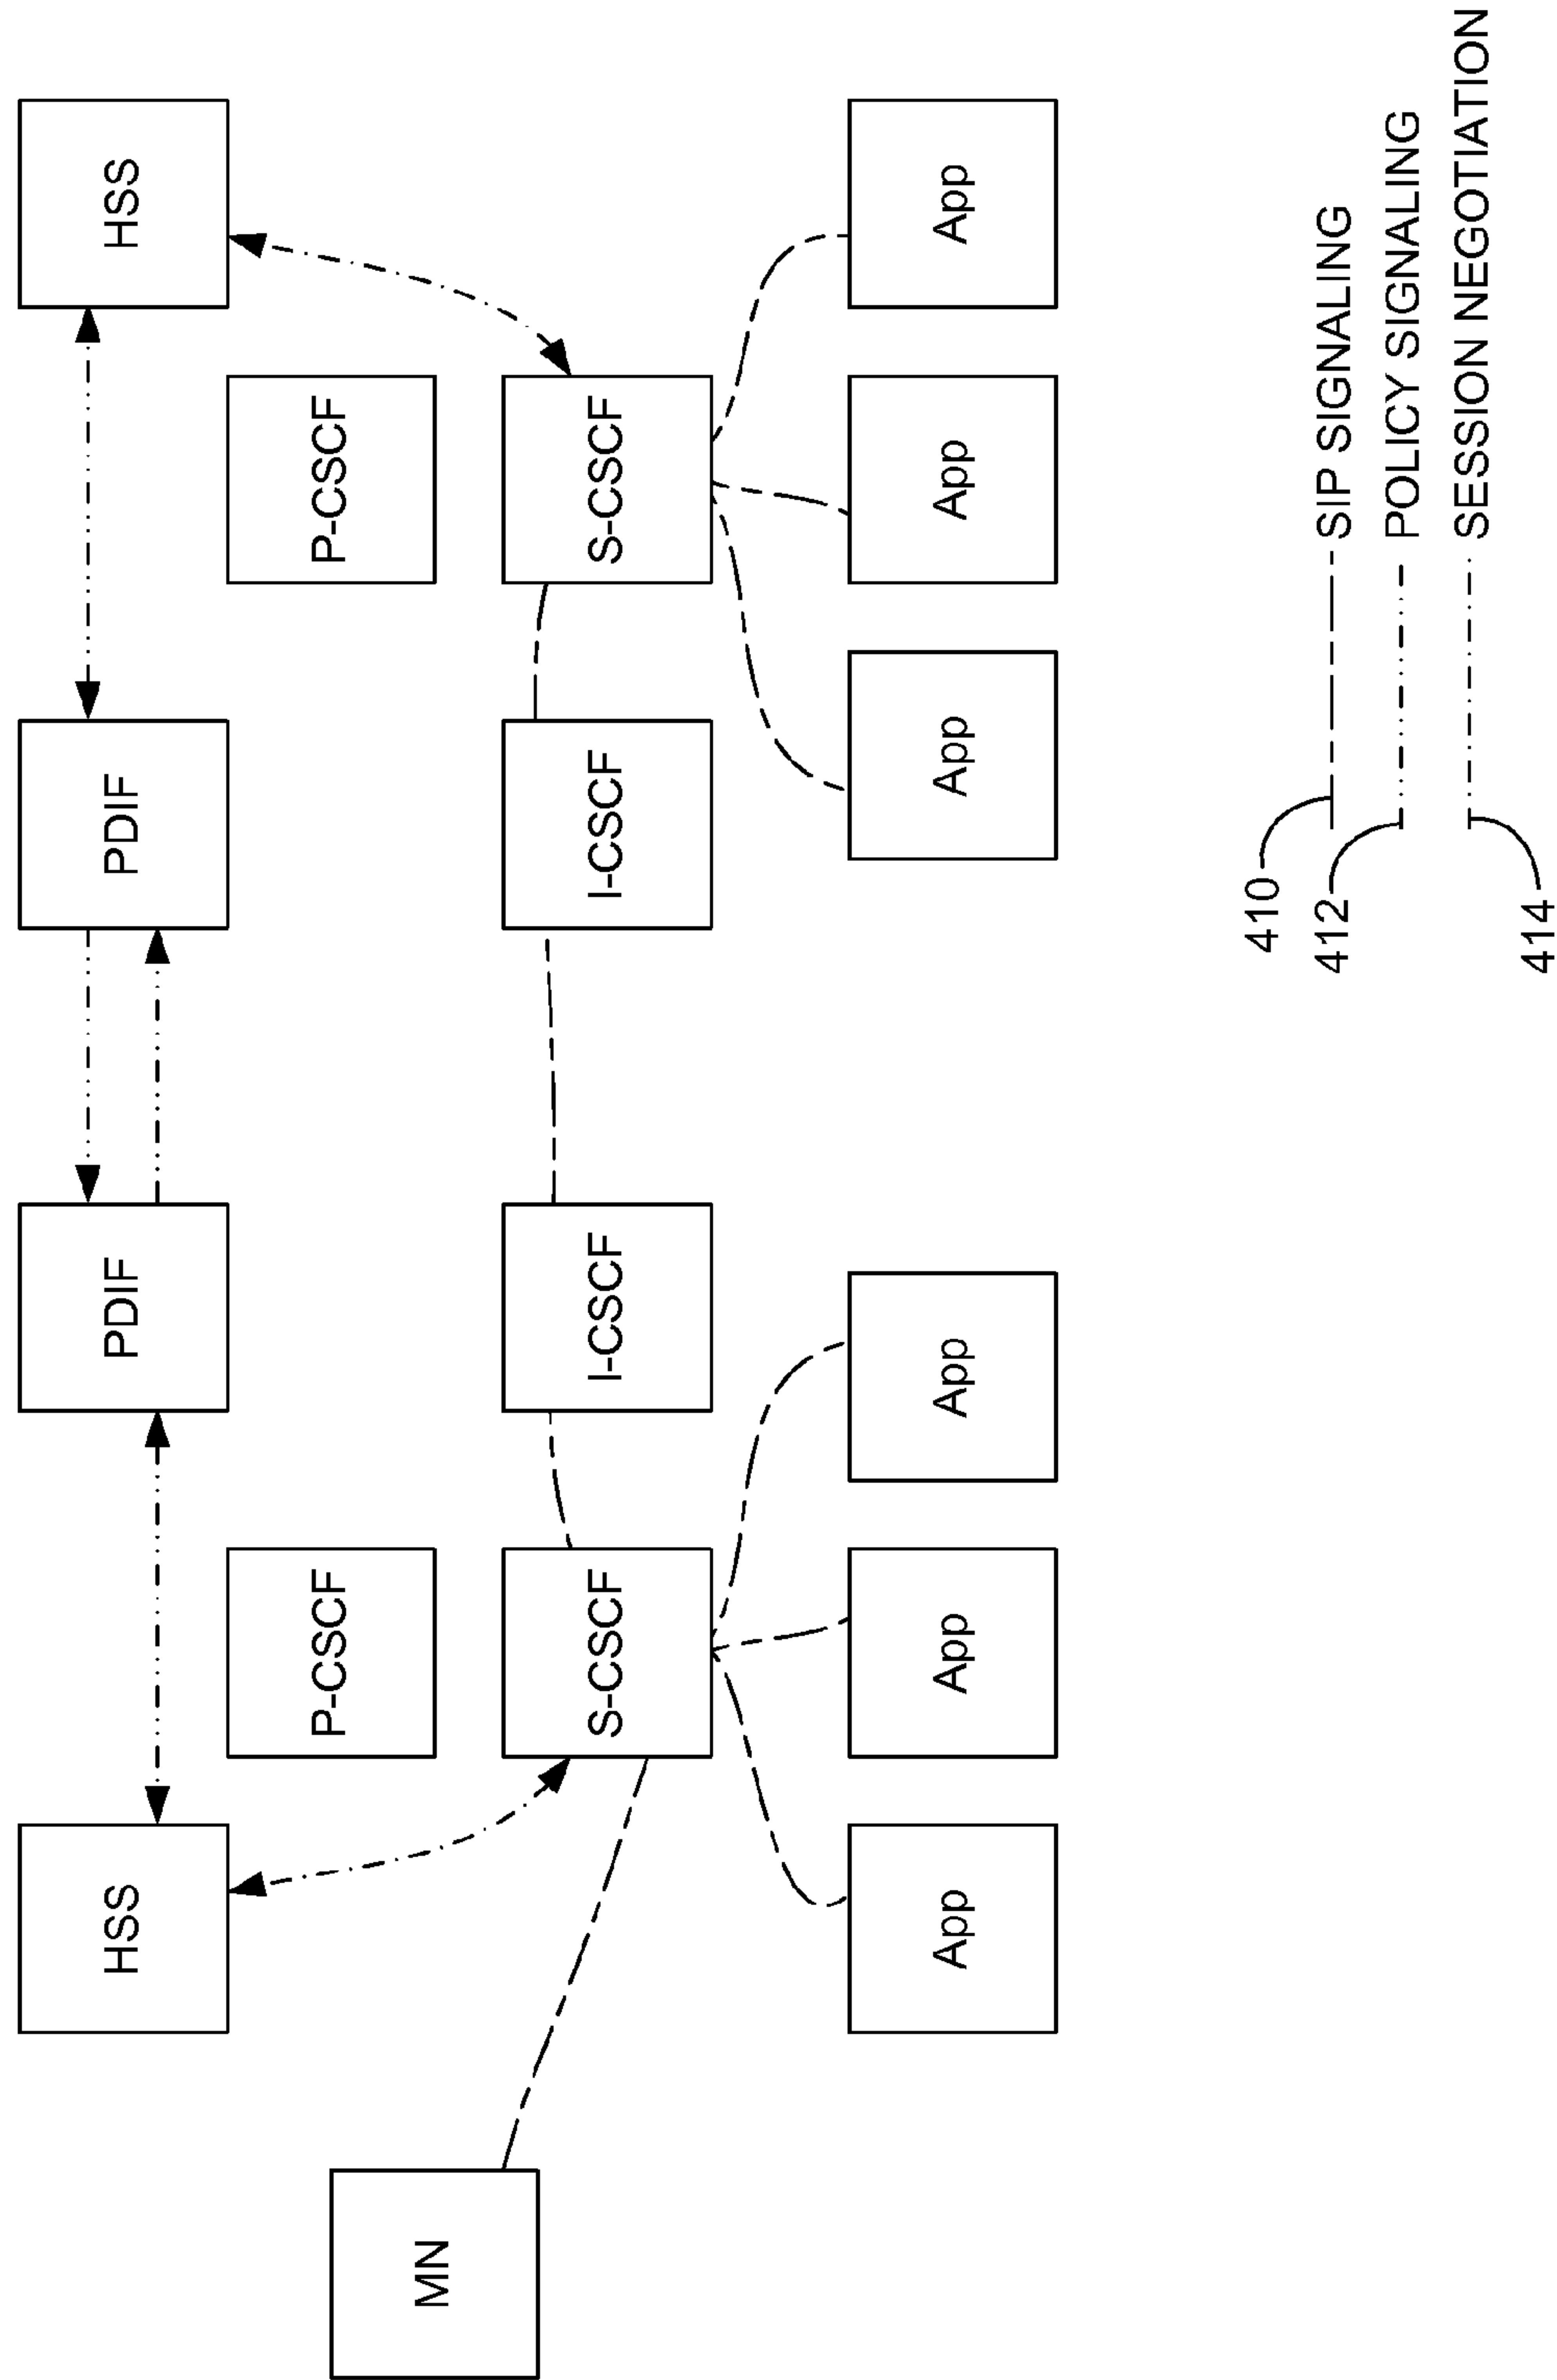 HSS
PDIF
PDIF
HSS
P-CSCF
P-CSCF
MN
S-CSCF
I-CSCF
I-CSCF
S-CSCF
App
App
App
App
App
App
410
SIP SIGNALING
412
POLICY SIGNALING
SESSION NEGOTIATION
414